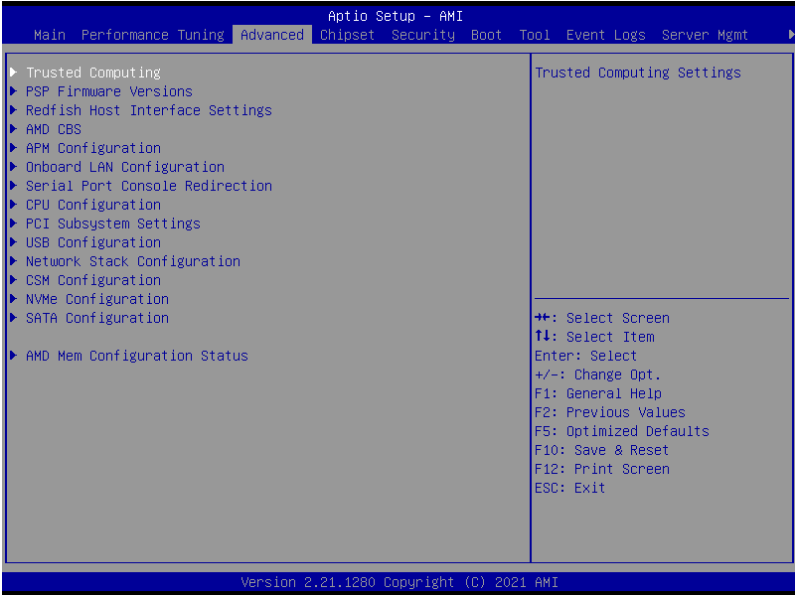 Aptio Setup – AMI
Main Performance Tuning Advanced Chipset Security Boot Tool Event Logs Server Mgmt
Trusted Computing
PSP Firmware Versions
Redfish Host Interface Settings
AMD CBS
APM Configuration
Onboard LAN Configuration
Serial Port Console Redirection
CPU Configuration
PCI Subsystem Settings
USB Configuration
Network Stack Configuration
CSM Configuration
NVMe Configuration
SATA Configuration
AMD Mem Configuration Status
Trusted Computing Settings
→←: Select Screen
↑↓: Select Item
Enter: Select
+/-: Change Opt.
F1: General Help
F2: Previous Values
F5: Optimized Defaults
F10: Save & Reset
F12: Print Screen
ESC: Exit
Version 2.21.1280 Copyright (C) 2021 AMI